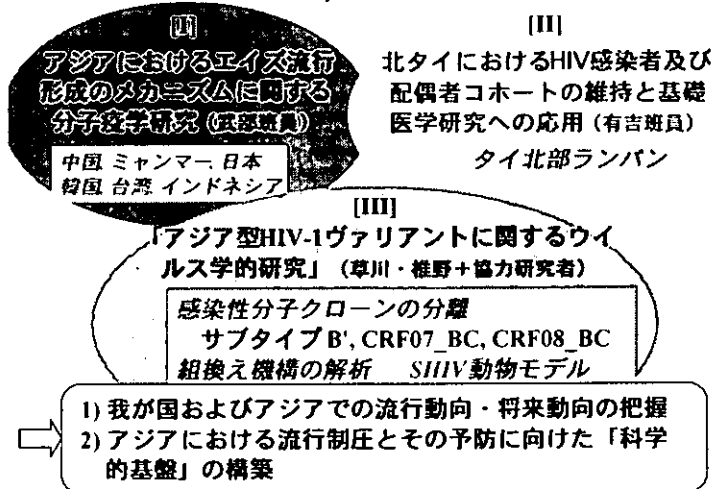 [I]
アジアにおけるエイズ流行
形成のメカニズムに関する
分子疫学研究（武部班員）
中国 ミャンマー、日本
韓国 台湾 インドネシア
[II]
北タイにおけるHIV感染者及び
配偶者コホートの維持と基礎
医学研究への応用（有吉班員）
タイ北部ランパン
[III]
「アジア型HIV-1ヴァリアントに関するウイ
ルス学的研究」（草川・椎野＋協力研究者）
感染性分子クローンの分離
サブタイプB', CRF07_BC, CRF08_BC
組換え機構の解析 SHIV動物モデル
1) 我が国およびアジアでの流行動向・将来動向の把握
2) アジアにおける流行制圧とその予防に向けた「科学
的基盤」の構築